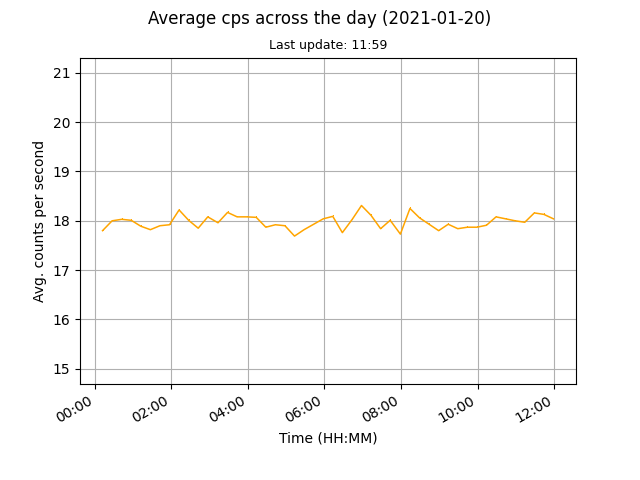 Average cps across the day (2021-01-20)
Last update: 11:59
21
20
19
18
17
16
15
Avg. counts per second
00:00 02:00 04:00 06:00 08:00 10:00 12:00
Time (HH:MM)